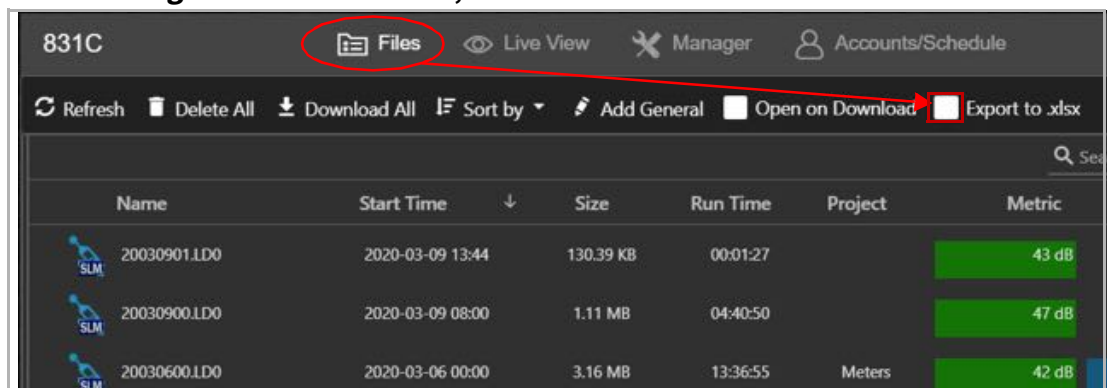 831C Files Live View Manager Accounts/Schedule
Refresh Delete All Download All Sort by Add General Open on Download Export to .xlsx
Name Start Time Size Run Time Project Metric
SLM 20030901.LD0 2020-03-09 13:44 130.39 KB 00:01:27 43 dB
SLM 20030900.LD0 2020-03-09 08:00 1.11 MB 04:40:50 47 dB
SLM 20030600.LD0 2020-03-06 00:00 3.16 MB 13:36:55 Meters 42 dB